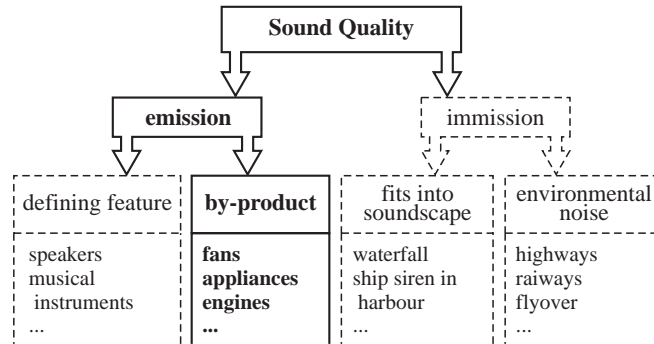 Sound Quality
emission
immission
defining feature
speakers
musical
instruments
...
by-product
fans
appliances
engines
...
fits into
soundscape
waterfall
ship siren in
harbour
...
environmental
noise
highways
raiways
flyover
...